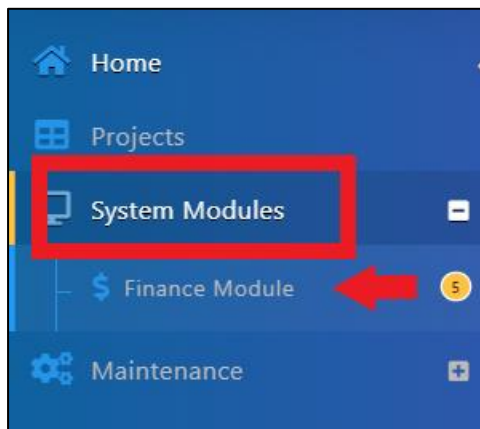 Home
Projects
System Modules
$ Finance Module 5
Maintenance